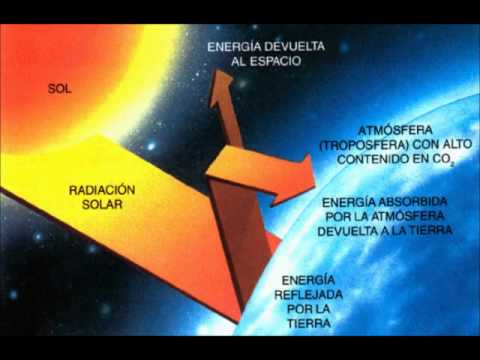 ENERGÍA DEVUELTA
AL ESPACIO
SOL
ATMÓSFERA
(TROPOSFERA) CON ALTO
CONTENIDO EN CO₂
RADIACIÓN
SOLAR
ENERGÍA ABSORBIDA
POR LA ATMÓSFERA
DEVUELTA A LA TIERRA
ENERGÍA
REFLEJADA
POR LA
TIERRA